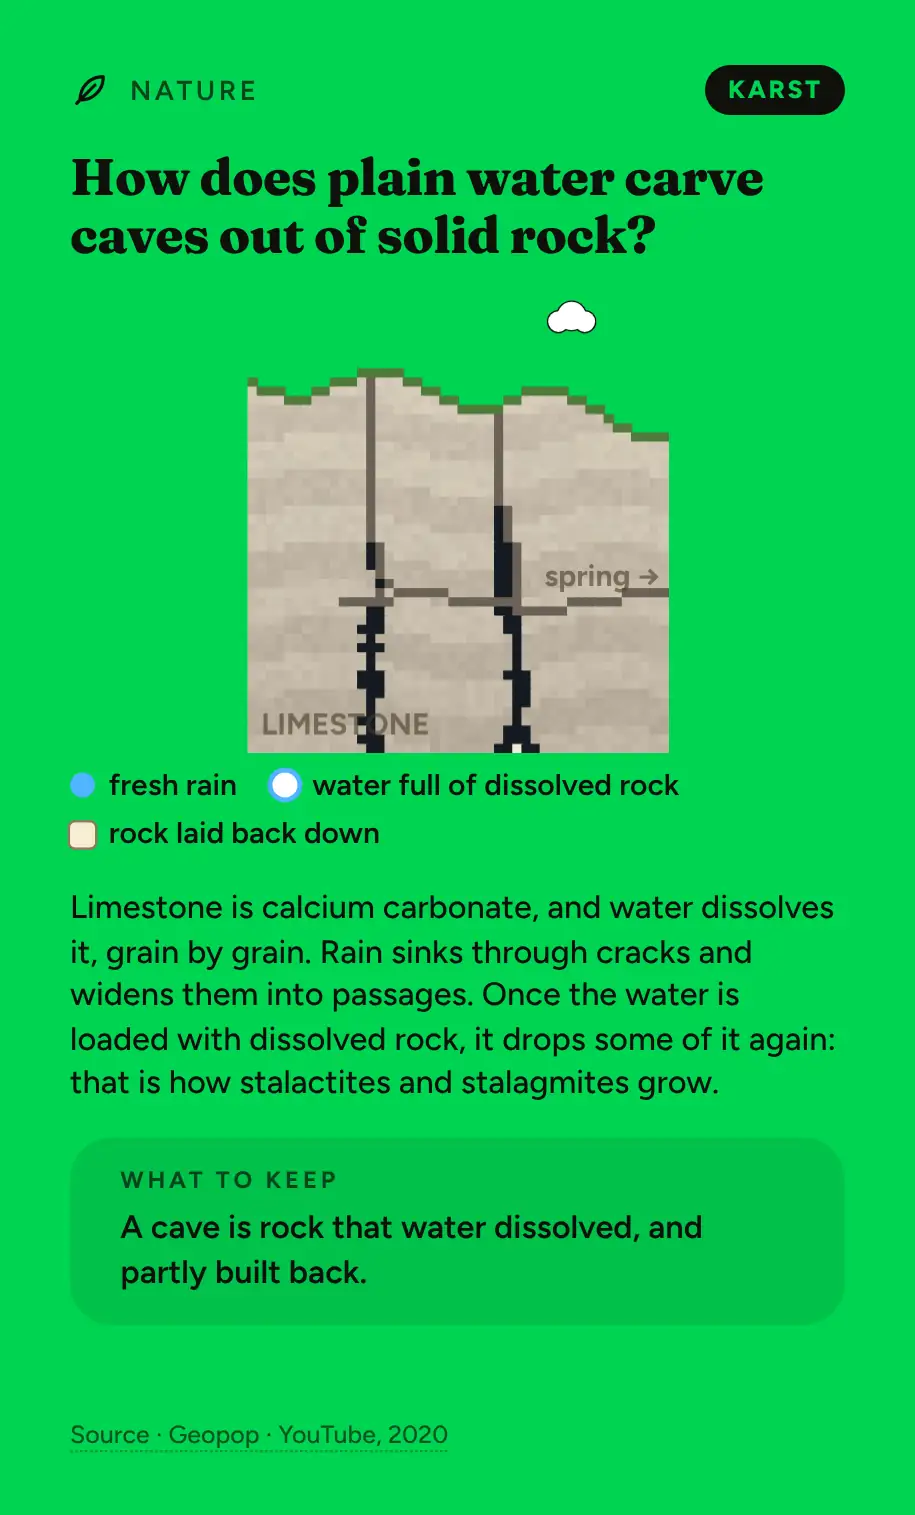 NATURE
KARST
How does plain water carve
caves out of solid rock?
spring →
LIMESTONE
fresh rain
water full of dissolved rock
rock laid back down
Limestone is calcium carbonate, and water dissolves
it, grain by grain. Rain sinks through cracks and
widens them into passages. Once the water is
loaded with dissolved rock, it drops some of it again:
that is how stalactites and stalagmites grow.
WHAT TO KEEP
A cave is rock that water dissolved, and
partly built back.
Source · Geopop · YouTube, 2020